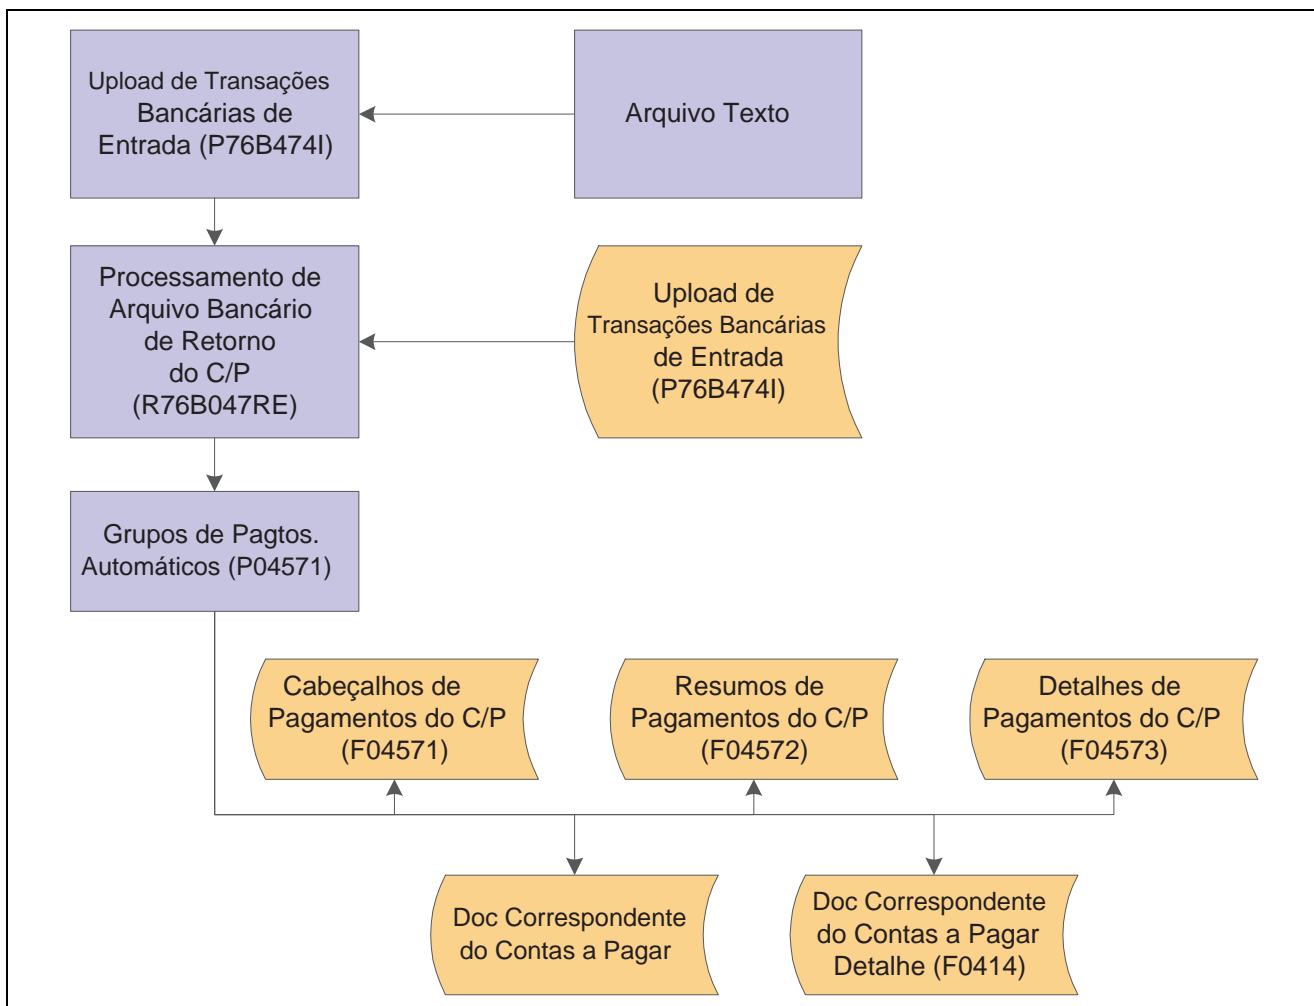 Upload de Transações
Bancárias de
Entrada (P76B474I)
Arquivo Texto
Processamento de
Arquivo Bancário
de Retorno
do C/P
(R76B047RE)
Upload de
Transações Bancárias
de Entrada
(P76B474I)
Grupos de Pagtos.
Automáticos (P04571)
Cabeçalhos de
Pagamentos do C/P
(F04571)
Resumos de
Pagamentos do C/P
(F04572)
Detalhes de
Pagamentos do C/P
(F04573)
Doc Correspondente
do Contas a Pagar
Doc Correspondente
do Contas a Pagar
Detalhe (F0414)